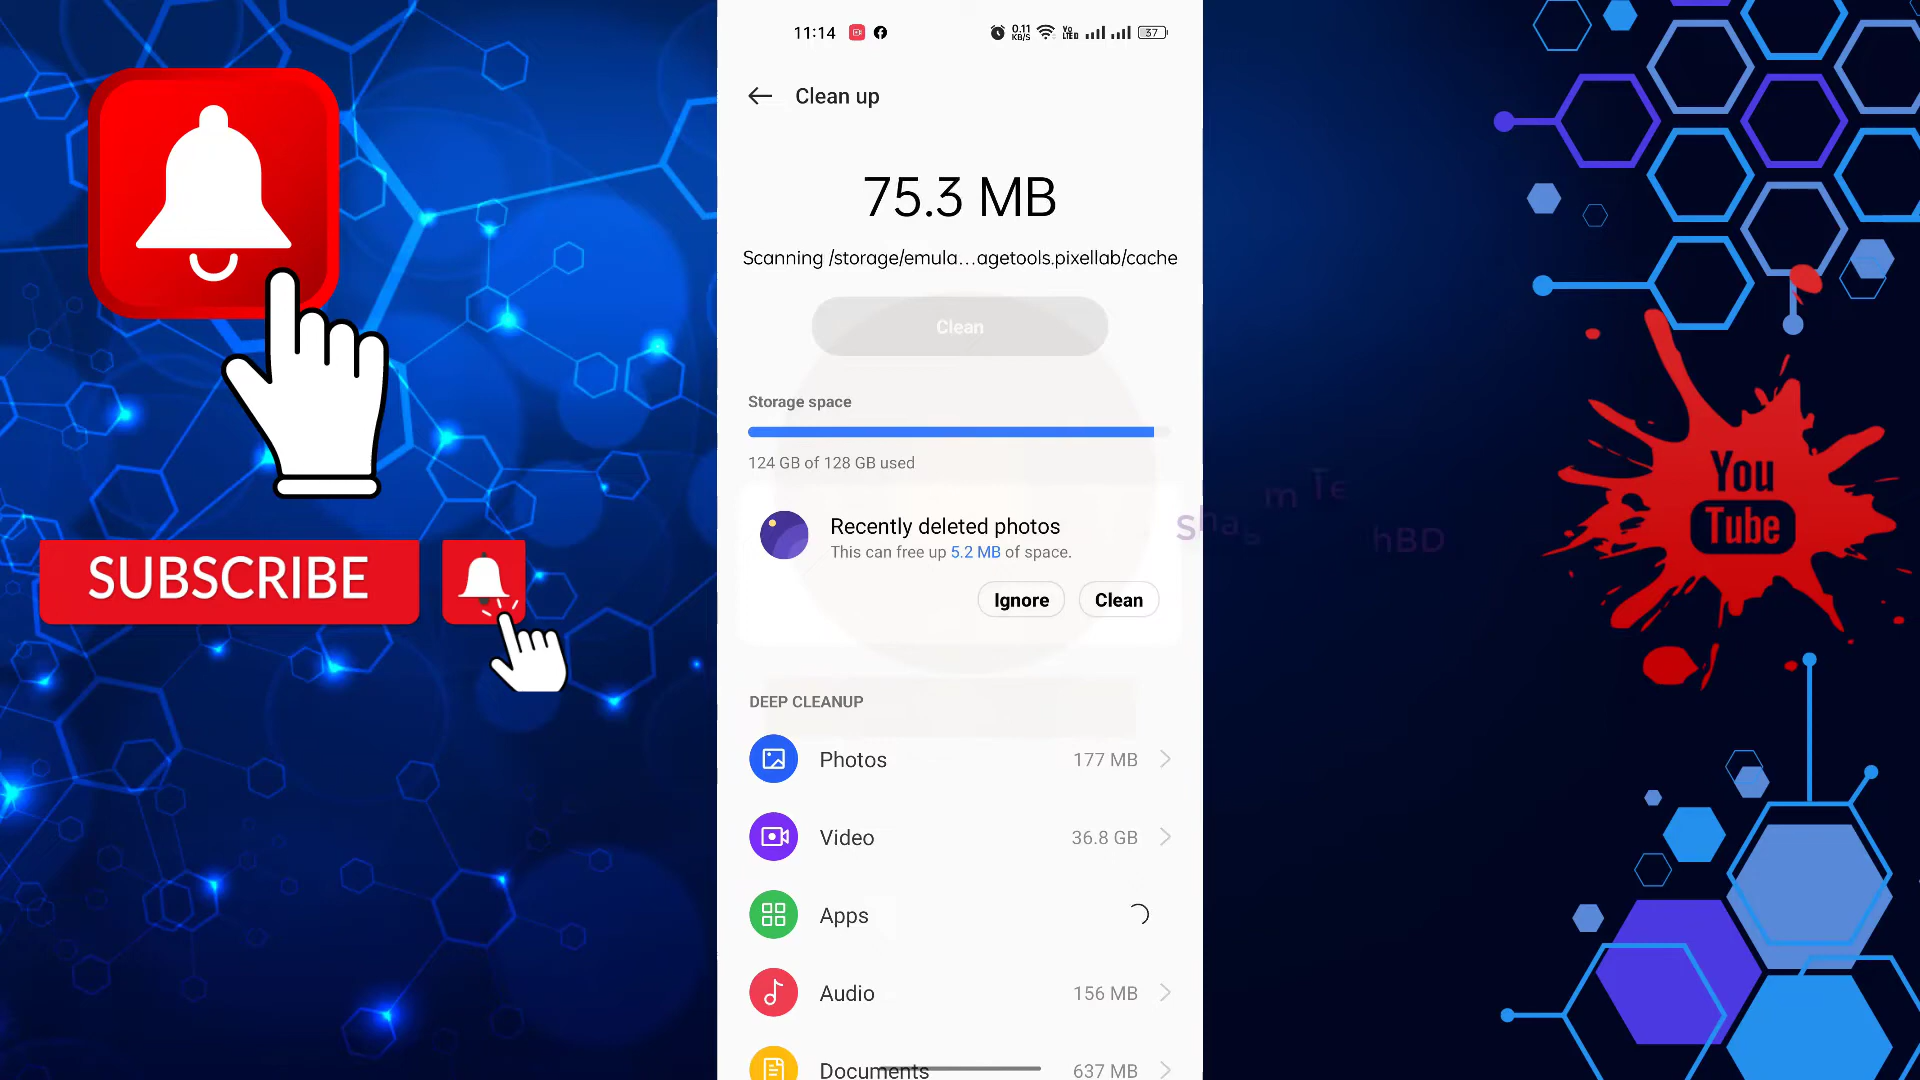 11:14
0.11 KB/S
Vo LTE
37
Clean up
75.3 MB
Scanning /storage/emula...agetools.pixellab/cache
Clean
Storage space
124 GB of 128 GB used
Recently deleted photos
This can free up 5.2 MB of space.
Ignore Clean
DEEP CLEANUP
Photos 177 MB
Video 36.8 GB
Apps
Audio 156 MB
Documents 637 MB
SUBSCRIBE
You
Tube